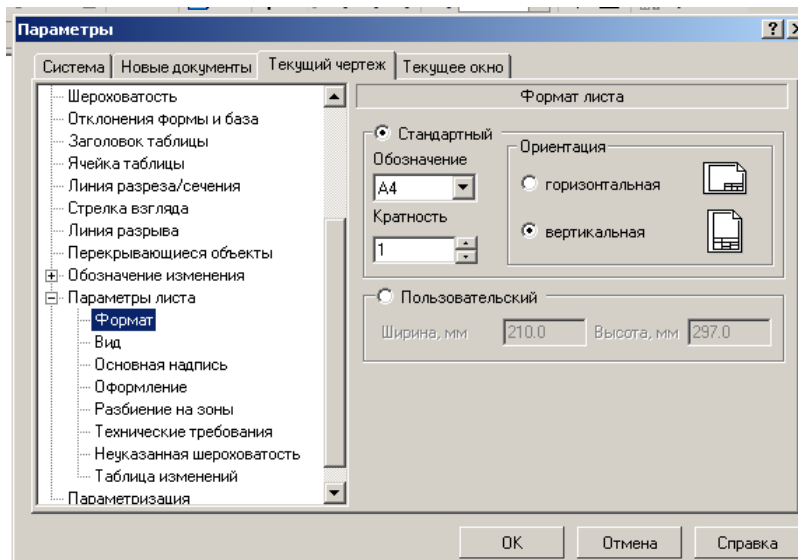 Параметры
Система Новые документы Текущий чертеж Текущее окно
Шероховатость
Отклонения формы и база
Заголовок таблицы
Ячейка таблицы
Линия разреза/сечения
Стрелка взгляда
Линия разрыва
Перекрывающиеся объекты
Обозначение изменения
Параметры листа
Формат
Вид
Основная надпись
Оформление
Разбиение на зоны
Технические требования
Неуказанная шероховатость
Таблица изменений
Параметризация
Формат листа
Стандартный
Обозначение
A4
Кратность
1
Ориентация
горизонтальная
вертикальная
Пользовательский
Ширина, мм 210.0 Высота, мм 297.0
OK Отмена Справка